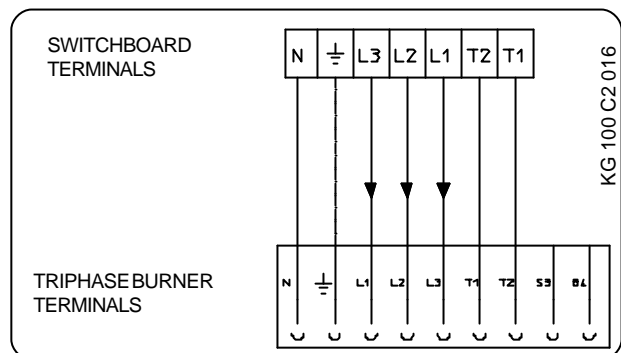 SWITCHBOARD
TERMINALS
N L3 L2 L1 T2 T1
KG 100 C2 016
TRIPHASE BURNER
TERMINALS
N L1 L2 L3 T1 T2 S3 B4